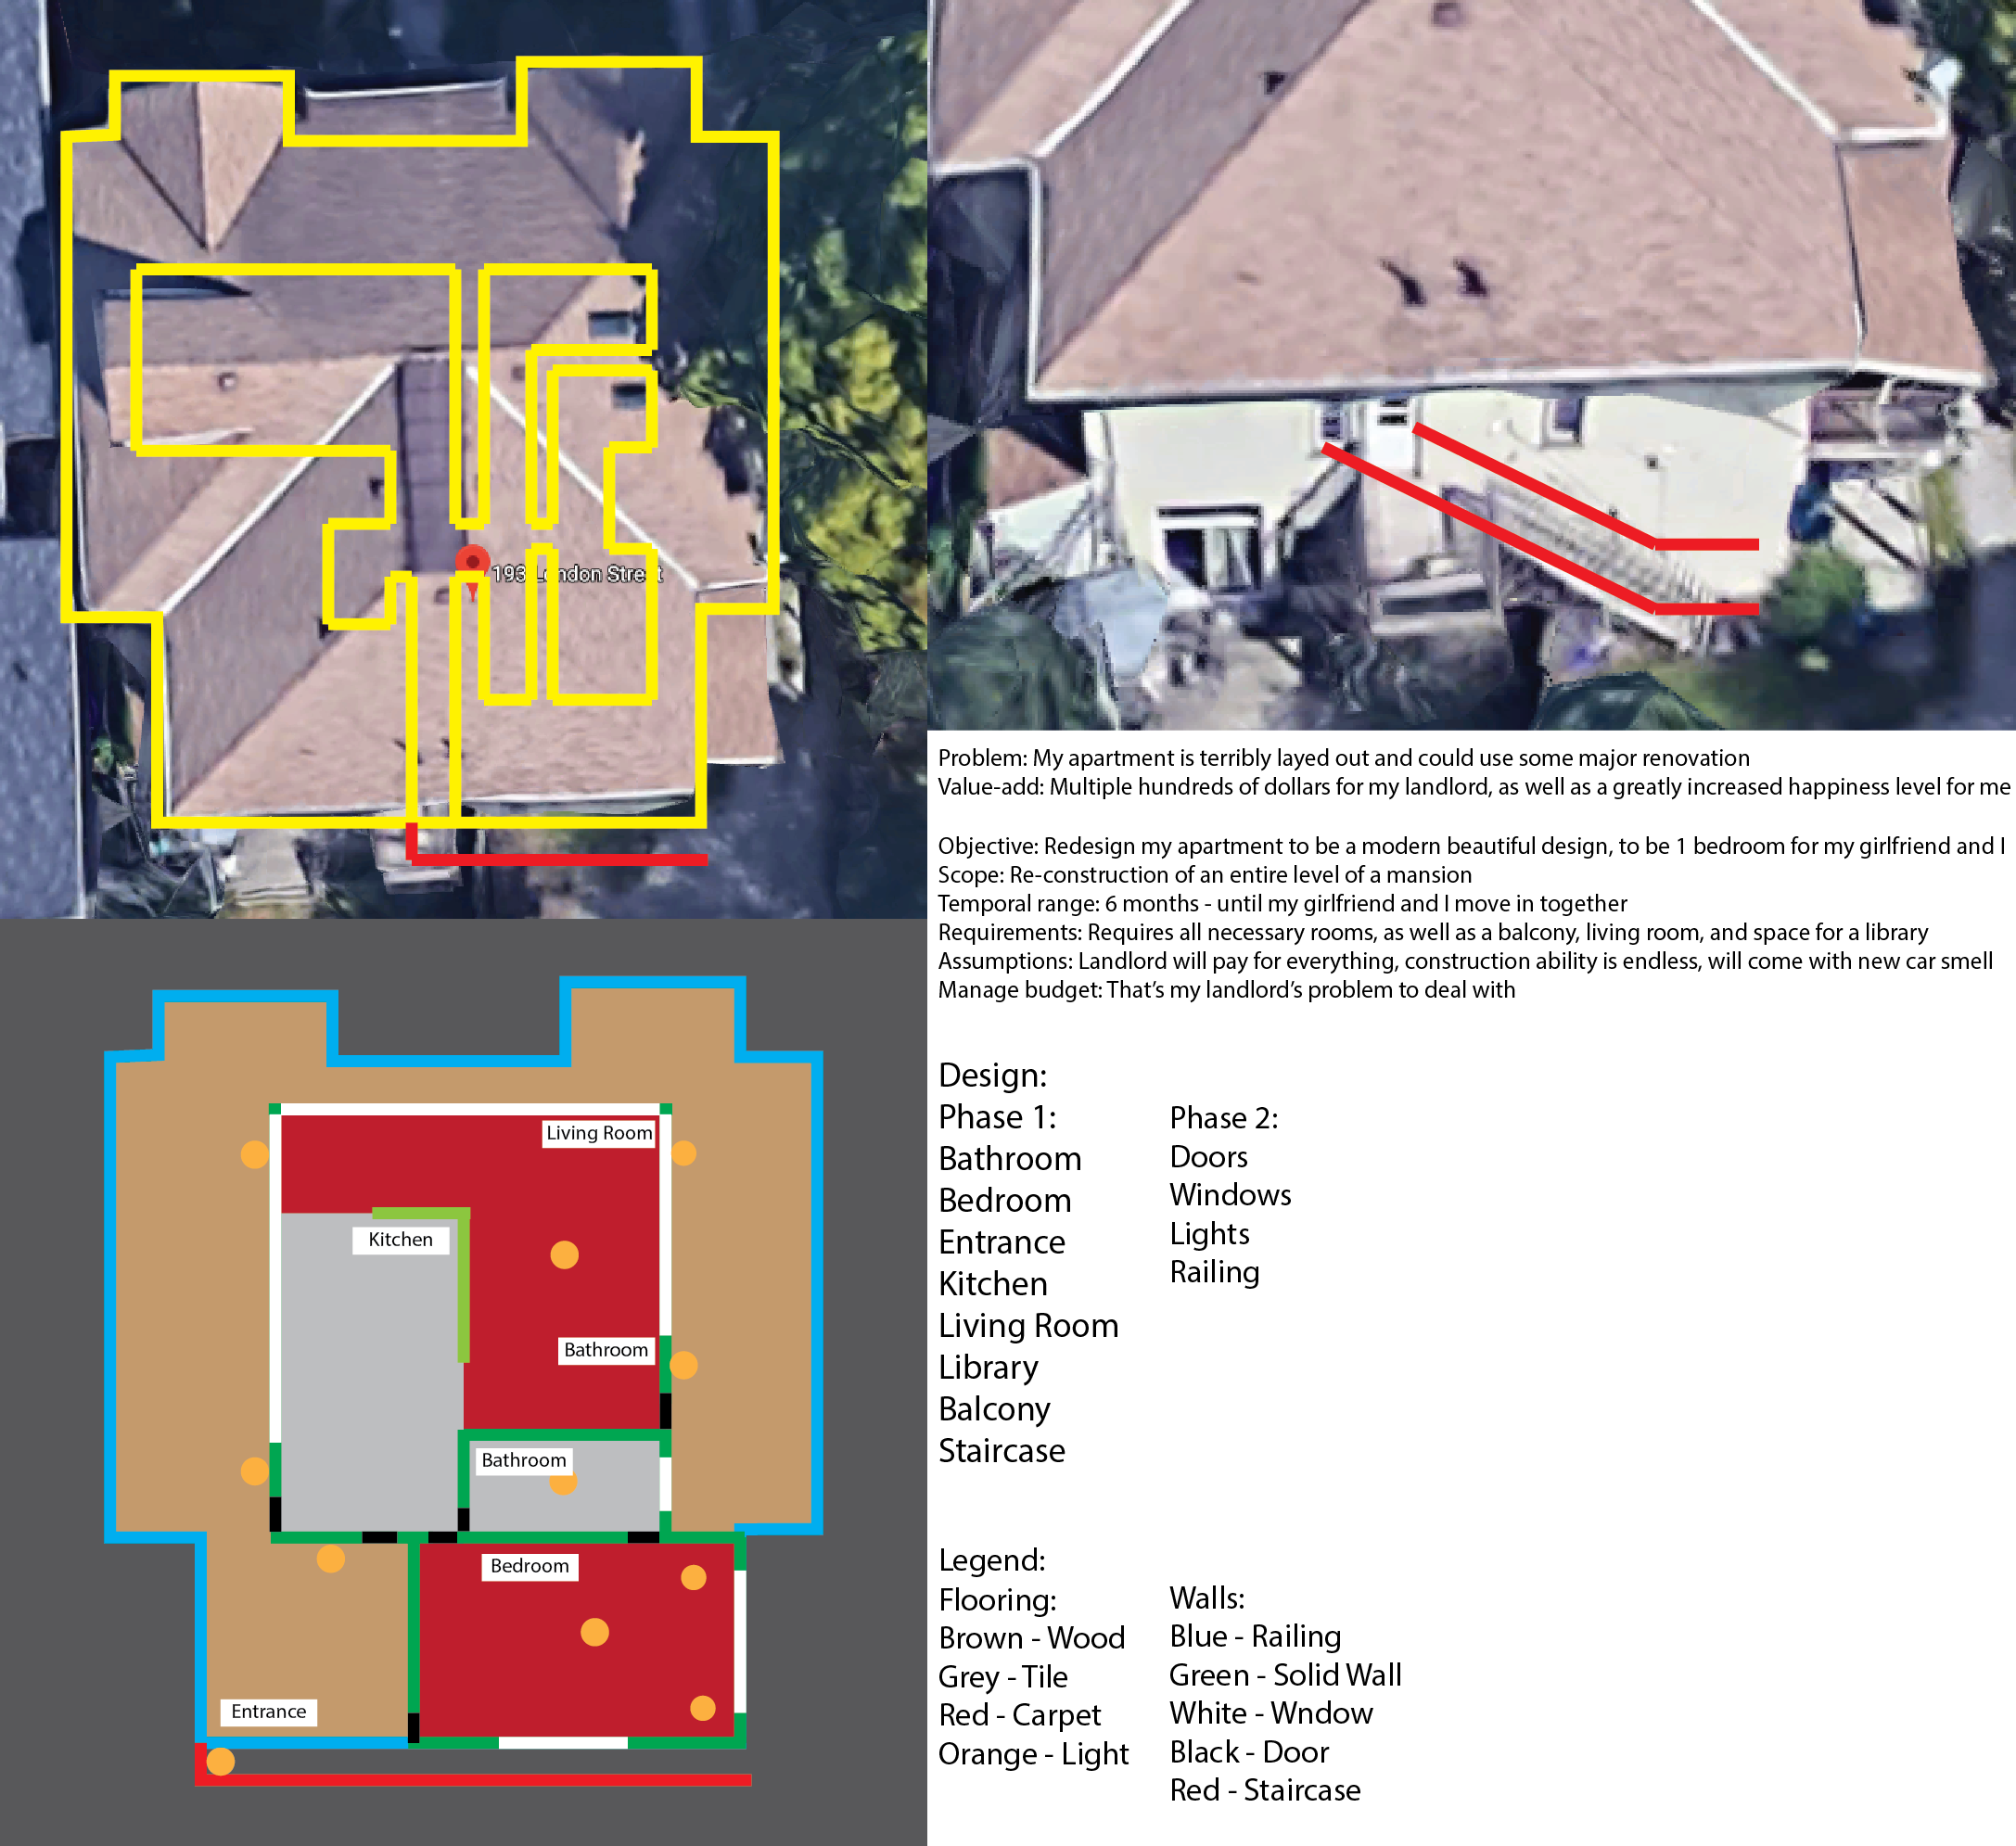 193 London Street
Problem: My apartment is terribly layed out and could use some major renovation
Value-add: Multiple hundreds of dollars for my landlord, as well as a greatly increased happiness level for me
Objective: Redesign my apartment to be a modern beautiful design, to be 1 bedroom for my girlfriend and I
Scope: Re-construction of an entire level of a mansion
Temporal range: 6 months - until my girlfriend and I move in together
Requirements: Requires all necessary rooms, as well as a balcony, living room, and space for a library
Assumptions: Landlord will pay for everything, construction ability is endless, will come with new car smell
Manage budget: That's my landlord's problem to deal with
Living Room
Kitchen
Bathroom
Bathroom
Bedroom
Entrance
Design:
Phase 1:
Bathroom
Bedroom
Entrance
Kitchen
Living Room
Library
Balcony
Staircase
Phase 2:
Doors
Windows
Lights
Railing
Legend:
Flooring:
Brown - Wood
Grey - Tile
Red - Carpet
Orange - Light
Walls:
Blue - Railing
Green - Solid Wall
White - Wndow
Black - Door
Red - Staircase